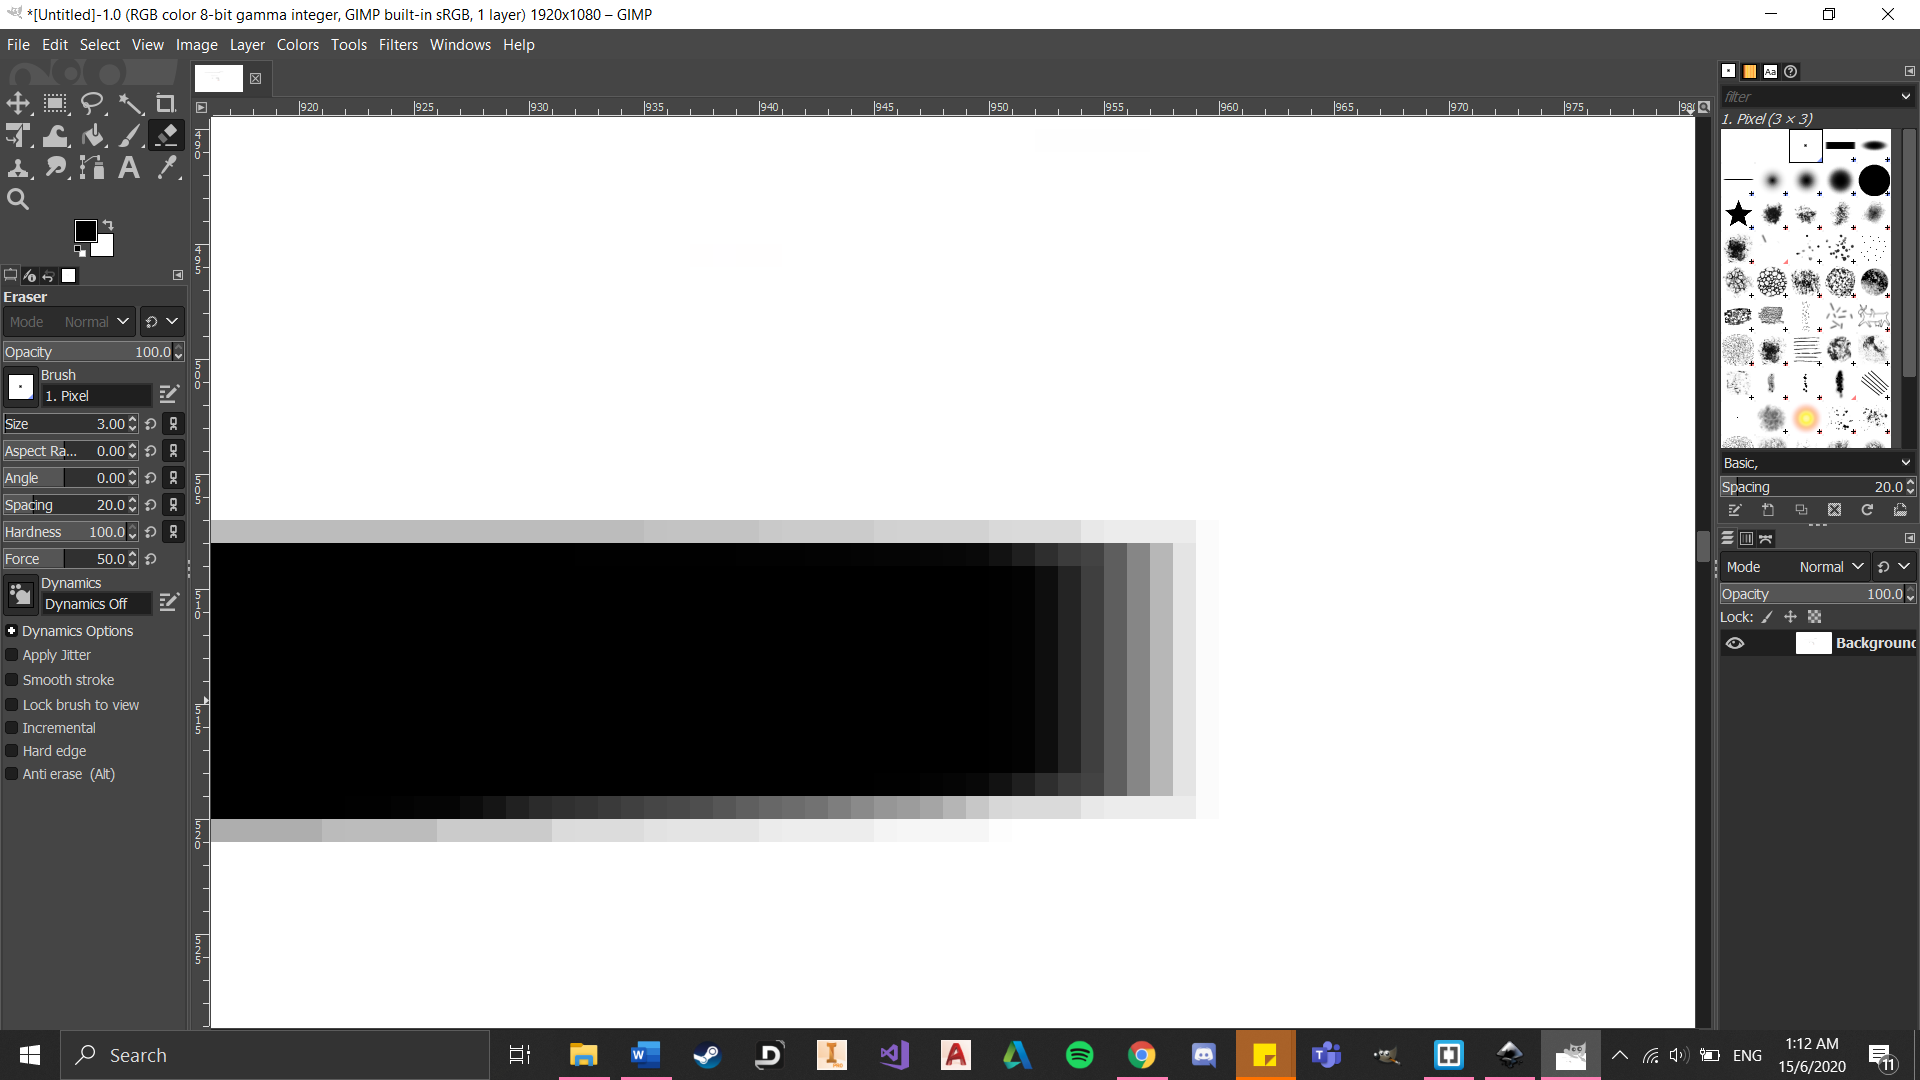 *[Untitled]-1.0 (RGB color 8-bit gamma integer, GIMP built-in sRGB, 1 layer) 1920x1080 – GIMP
File Edit Select View Image Layer Colors Tools Filters Windows Help
920 925 930 935 940 945 950 955 960 965 970 975 980
filter
1. Pixel (3 × 3)
490
495
500
505
510
515
520
525
Eraser
Mode Normal
Opacity 100.0
Brush
1. Pixel
Size 3.00
Aspect Ra... 0.00
Angle 0.00
Spacing 20.0
Hardness 100.0
Force 50.0
Dynamics
Dynamics Off
Dynamics Options
Apply Jitter
Smooth stroke
Lock brush to view
Incremental
Hard edge
Anti erase (Alt)
Basic,
Spacing 20.0
Mode Normal
Opacity 100.0
Lock:
Background
Search
ENG
1:12 AM
15/6/2020
11